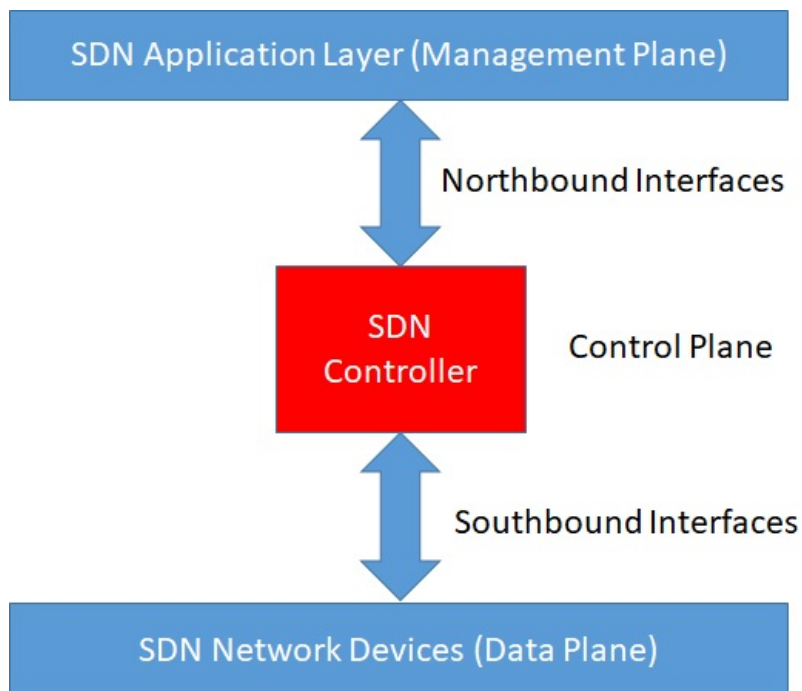 SDN Application Layer (Management Plane)
Northbound Interfaces
SDN
Controller
Control Plane
Southbound Interfaces
SDN Network Devices (Data Plane)